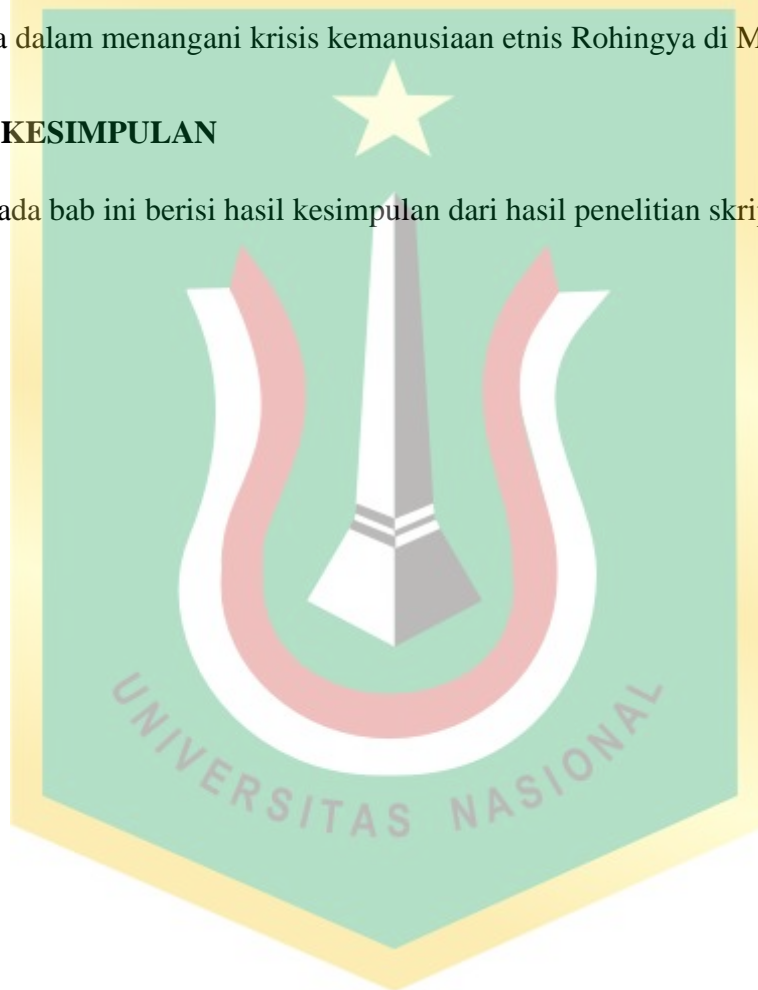 a dalam menangani krisis kemanusiaan etnis Rohingya di M
KESIMPULAN
ada bab ini berisi hasil kesimpulan dari hasil penelitian skrip
UNIVERSITAS NASIONAL